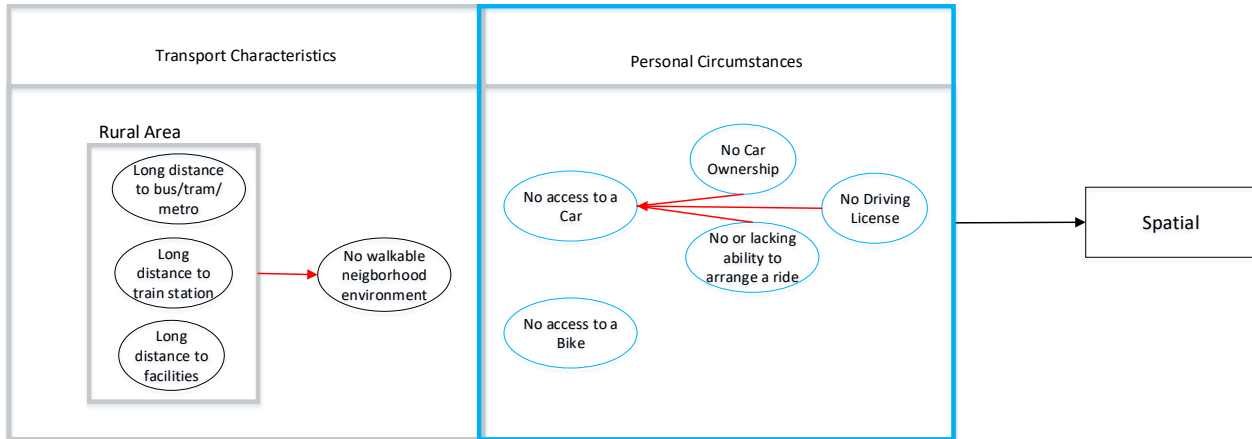 Transport Characteristics
Personal Circumstances
Rural Area
Long distance
to bus/tram/
metro
Long
distance to
train station
Long
distance to
facilities
No walkable
neigborhood
environment
No access to a
Car
No Car
Ownership
No Driving
License
No or lacking
ability to
arrange a ride
No access to a
Bike
Spatial